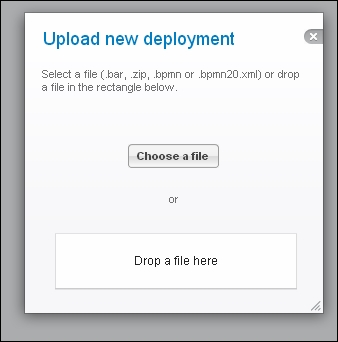 Upload new deployment
Select a file (.bar, .zip, .bpmn or .bpmn20.xml) or drop
a file in the rectangle below.
Choose a file
or
Drop a file here